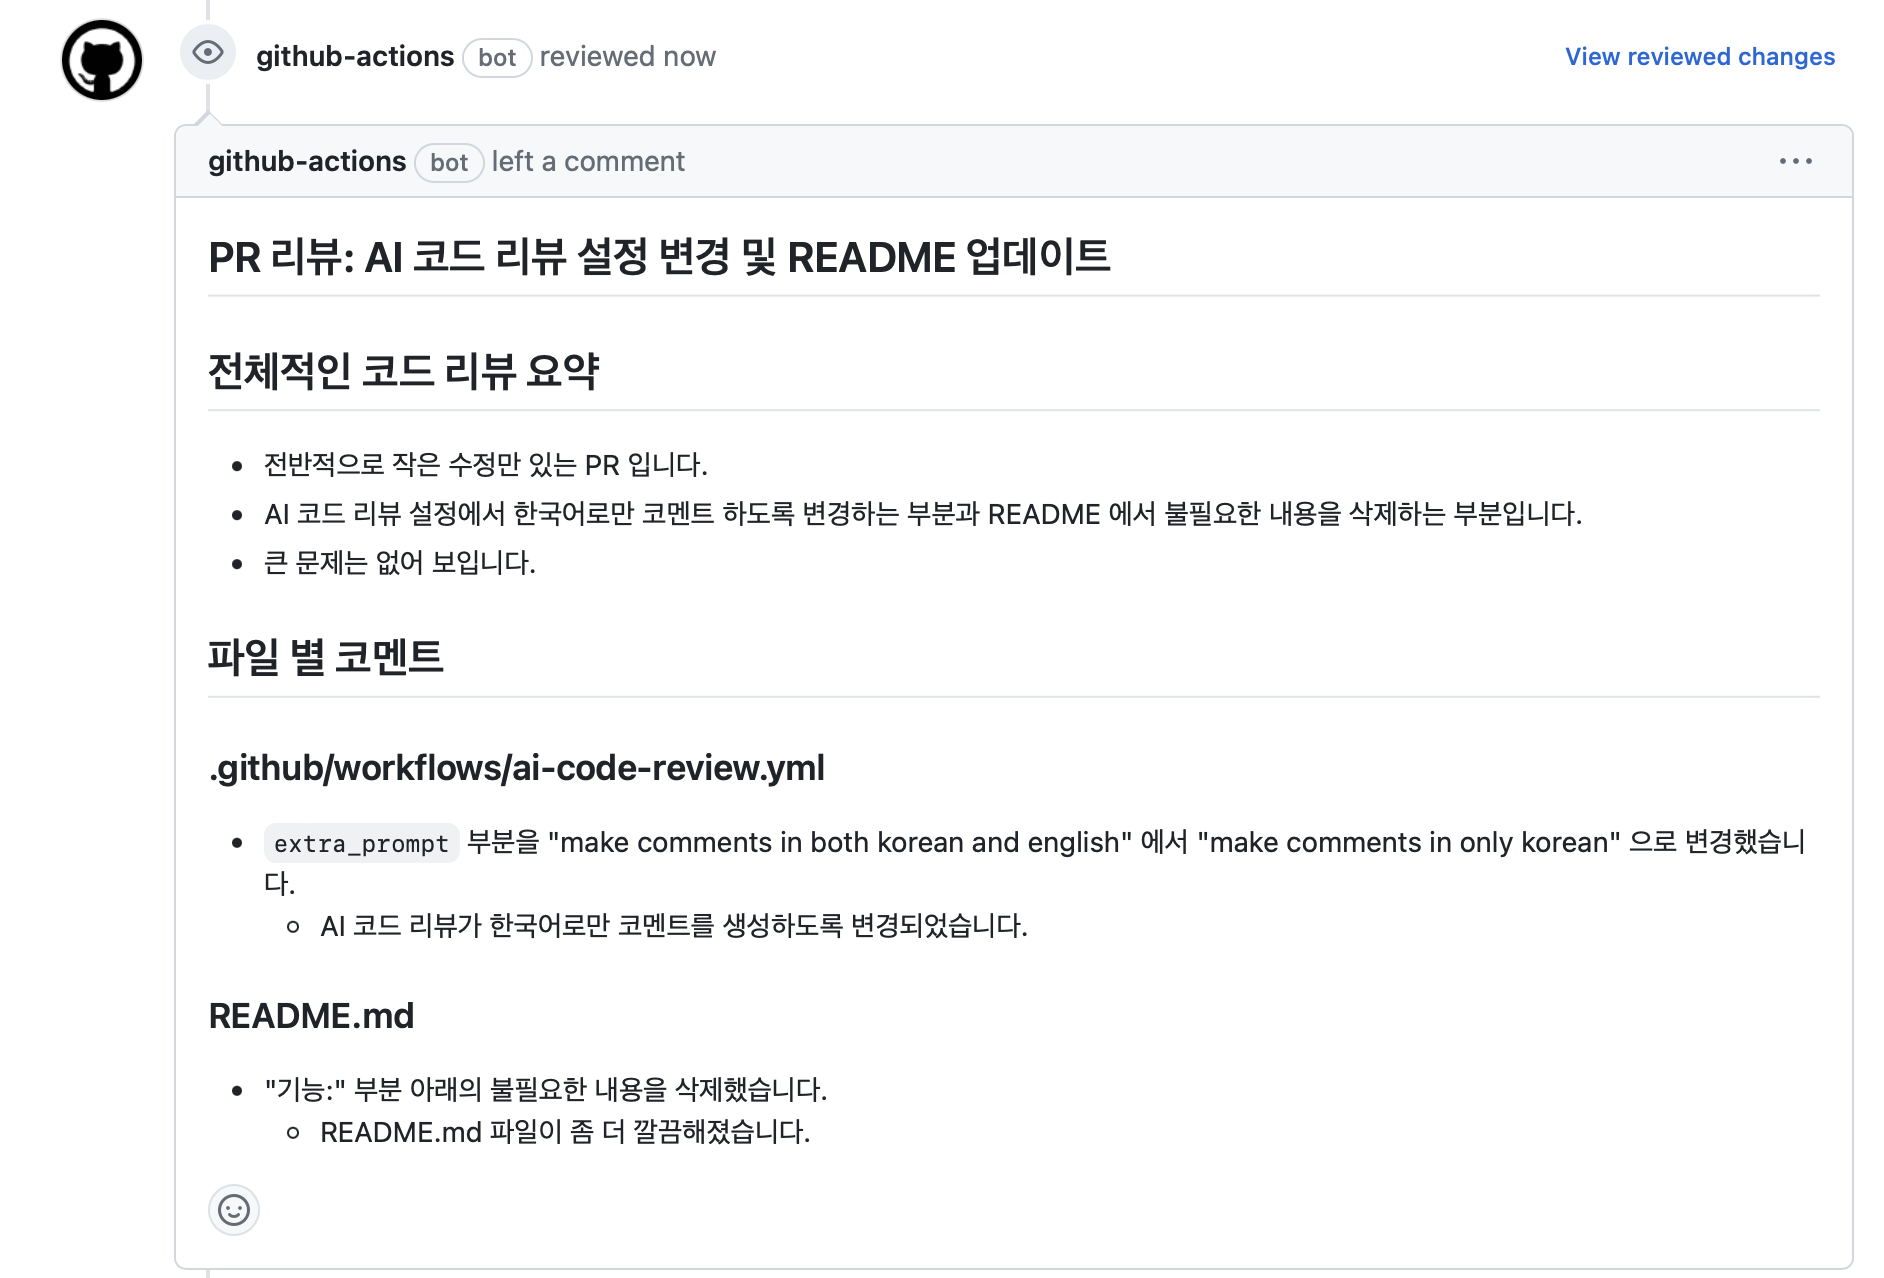 github-actions bot reviewed now
View reviewed changes
github-actions bot left a comment
PR 리뷰: AI 코드 리뷰 설정 변경 및 README 업데이트
전체적인 코드 리뷰 요약
전반적으로 작은 수정만 있는 PR 입니다.
AI 코드 리뷰 설정에서 한국어로만 코멘트 하도록 변경하는 부분과 README 에서 불필요한 내용을 삭제하는 부분입니다.
큰 문제는 없어 보입니다.
파일 별 코멘트
.github/workflows/ai-code-review.yml
extra_prompt 부분을 "make comments in both korean and english" 에서 "make comments in only korean" 으로 변경했습니
다.
AI 코드 리뷰가 한국어로만 코멘트를 생성하도록 변경되었습니다.
README.md
"기능:" 부분 아래의 불필요한 내용을 삭제했습니다.
README.md 파일이 좀 더 깔끔해졌습니다.